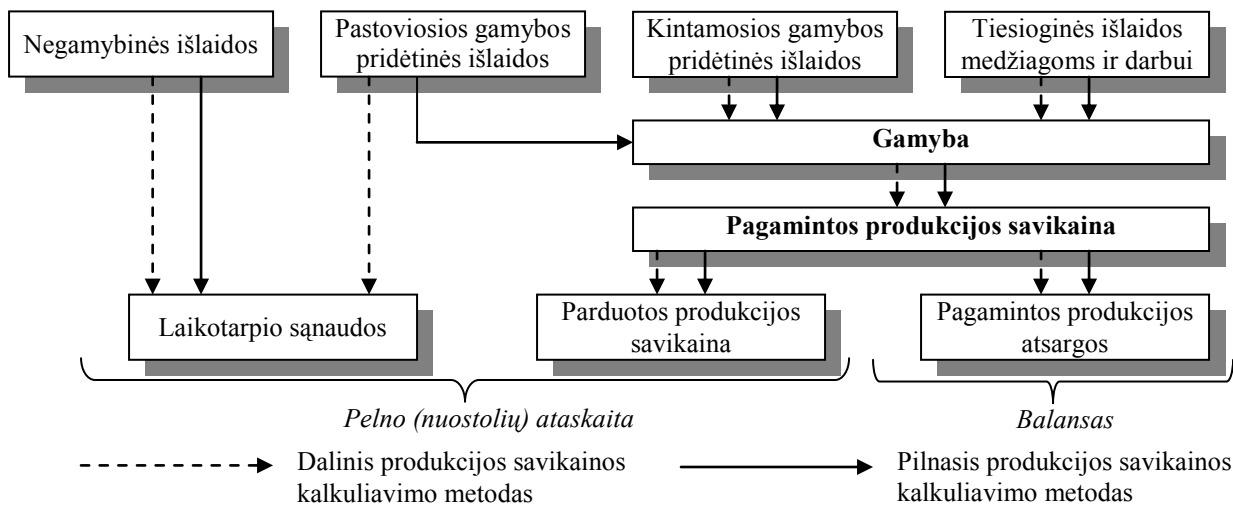 Negamybinės išlaidos
Pastoviosios gamybos
pridėtinės išlaidos
Kintamosios gamybos
pridėtinės išlaidos
Tiesioginės išlaidos
medžiagoms ir darbui
Gamyba
Pagamintos produkcijos savikaina
Laikotarpio sąnaudos
Parduotos produkcijos
savikaina
Pagamintos produkcijos
atsargos
Pelno (nuostolių) ataskaita
Balansas
Dalinis produkcijos savikainos
kalkuliavimo metodas
Pilnasis produkcijos savikainos
kalkuliavimo metodas